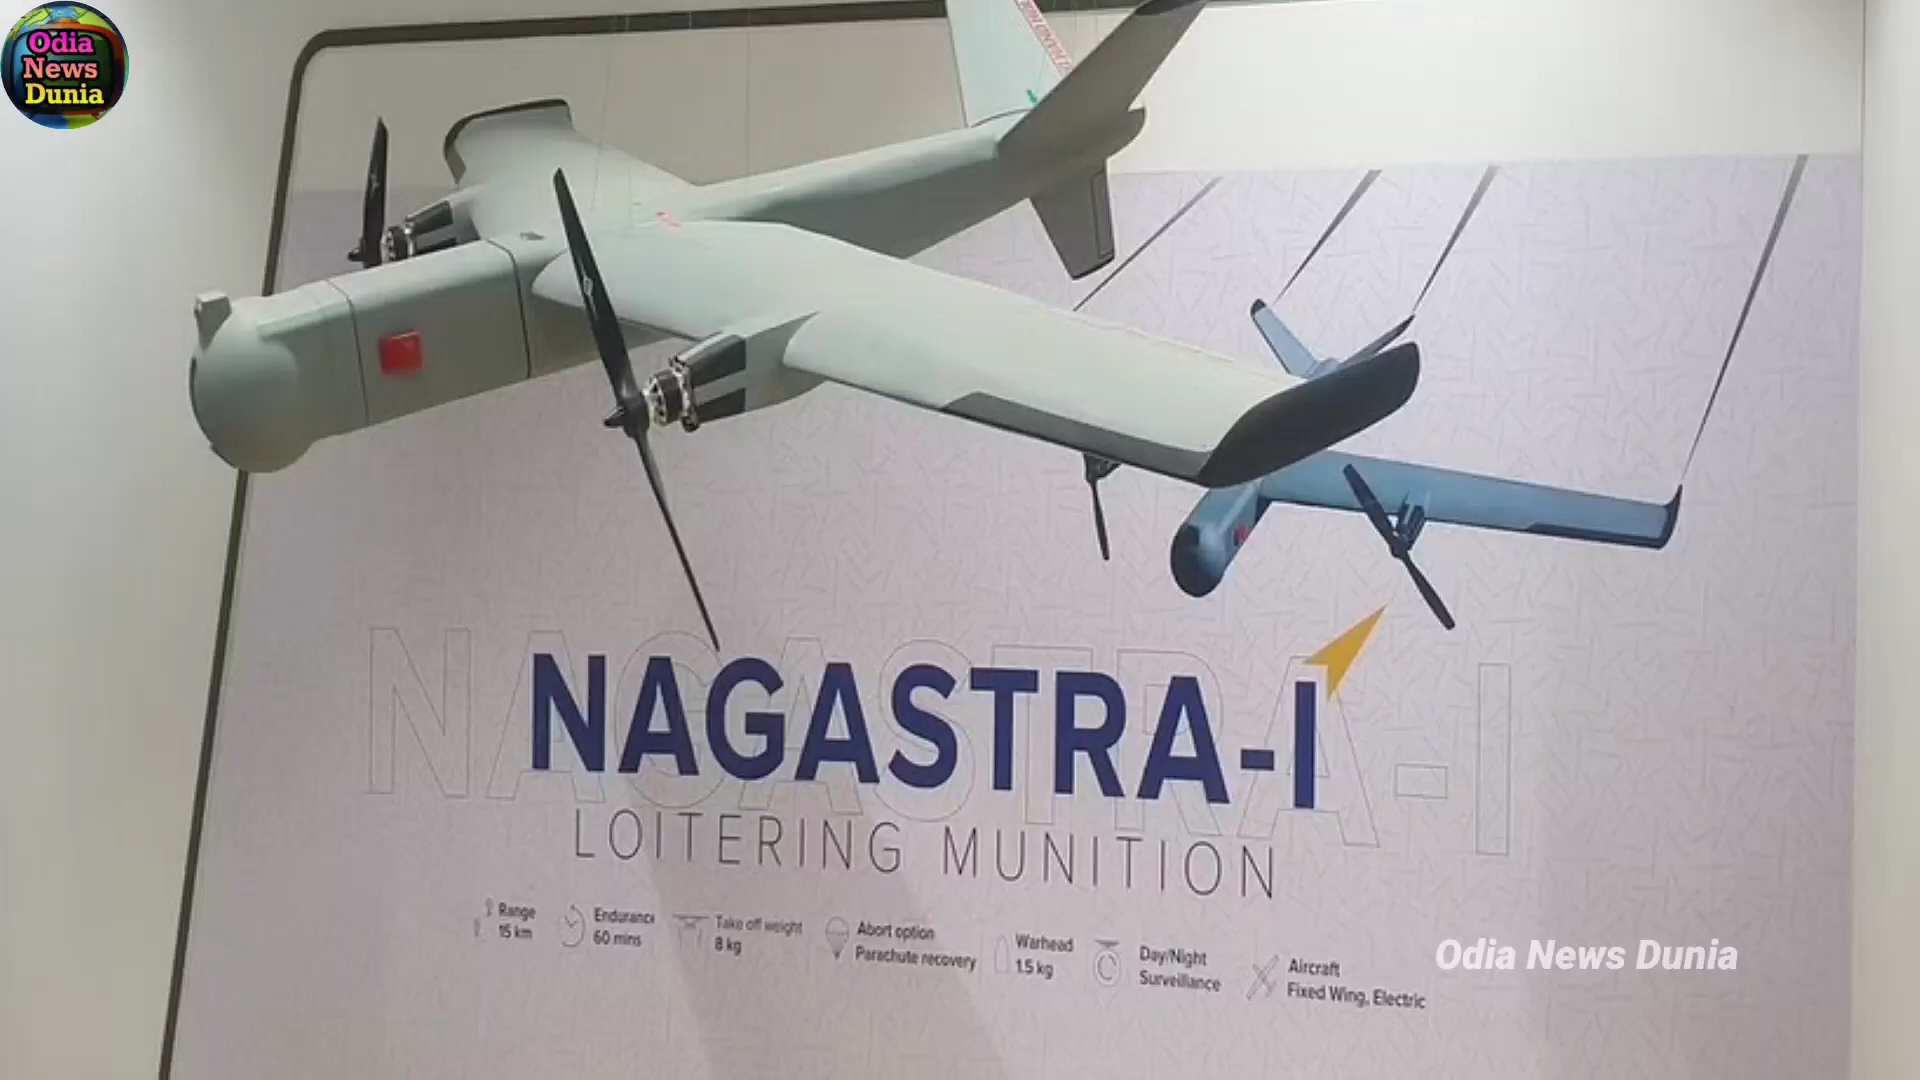 Odia
News
Dunia
NAGASTRA-I
NAGASTRA-I
LOITERING MUNITION
Range
15 km
Endurance
60 mins
Take off weight
8 kg
Abort option
Parachute recovery
Warhead
1.5 kg
Day/Night
Surveillance
Aircraft
Fixed Wing, Electric
Odia News Dunia